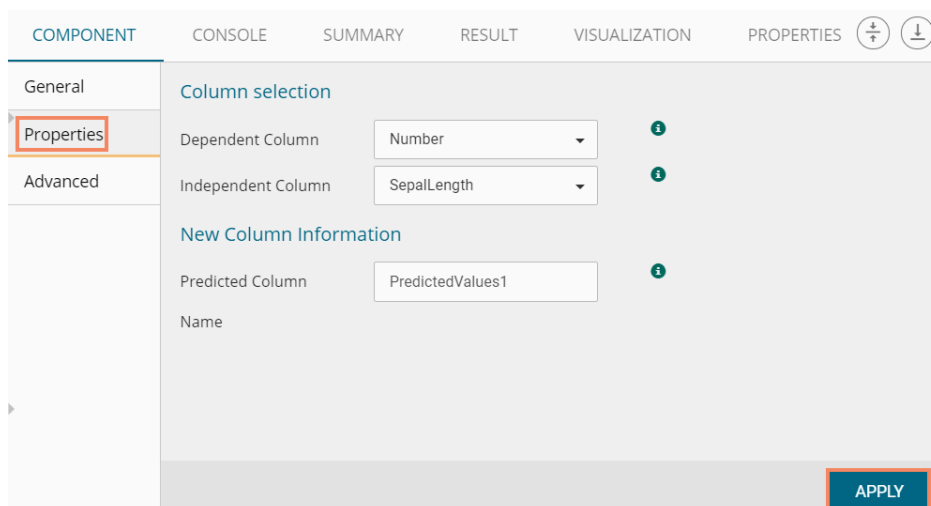 COMPONENT CONSOLE SUMMARY RESULT VISUALIZATION PROPERTIES
General
Properties
Advanced
Column selection
Dependent Column Number
Independent Column SepalLength
New Column Information
Predicted Column PredictedValues1
Name
APPLY